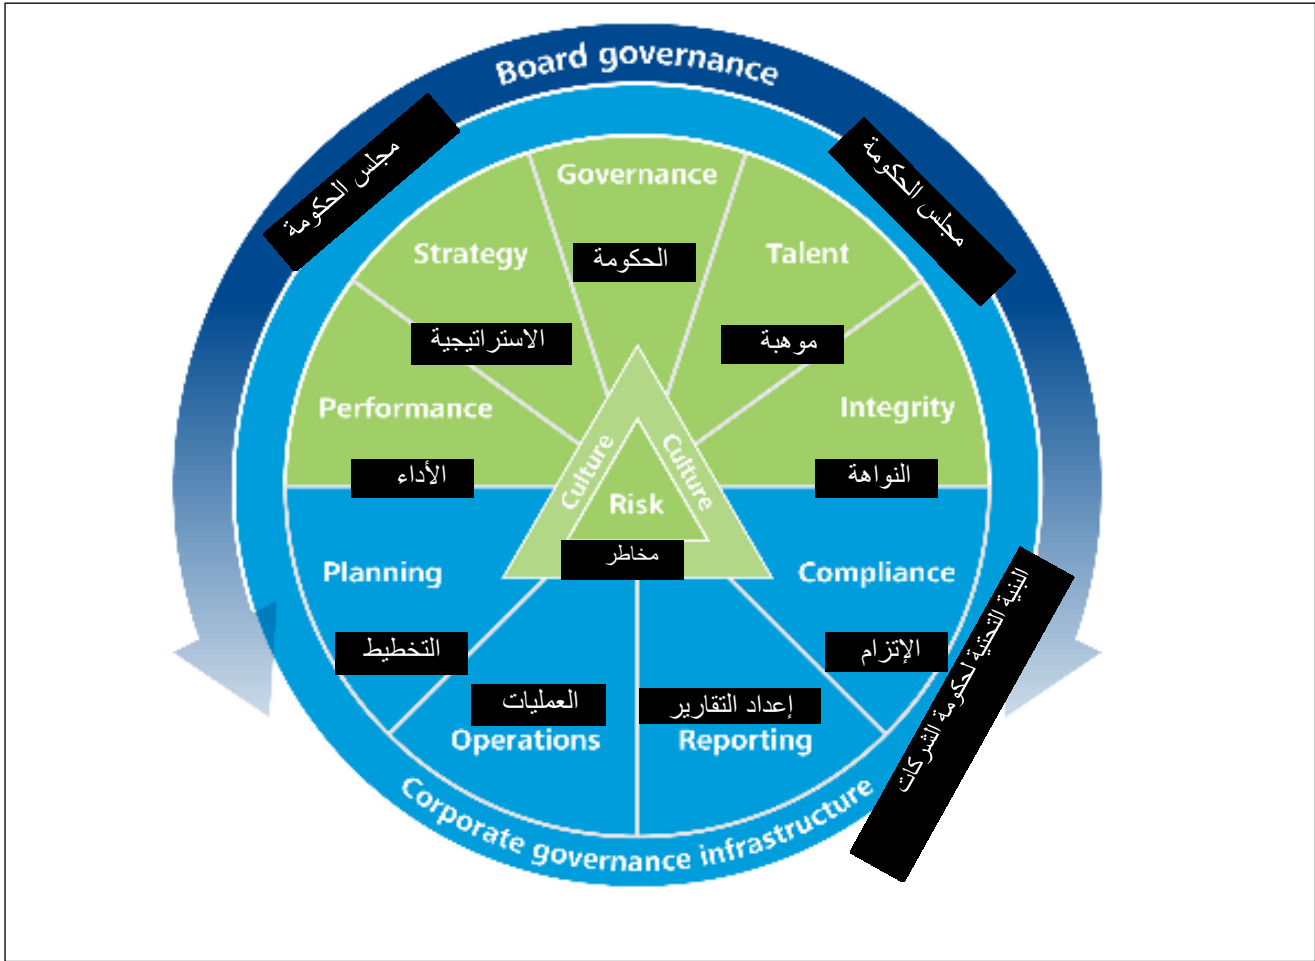 Board governance
مجلس الحكومة
مجلس الحكومة
Governance
الحكومة
Strategy
الاستراتيجية
Talent
موهبة
Performance
الأداء
Integrity
النواهة
Culture
Culture
Risk
مخاطر
Planning
التخطيط
Compliance
الإتزام
العمليات
Operations
إعداد التقارير
Reporting
البنية التحتية لحكومة الشركات
Corporate governance infrastructure